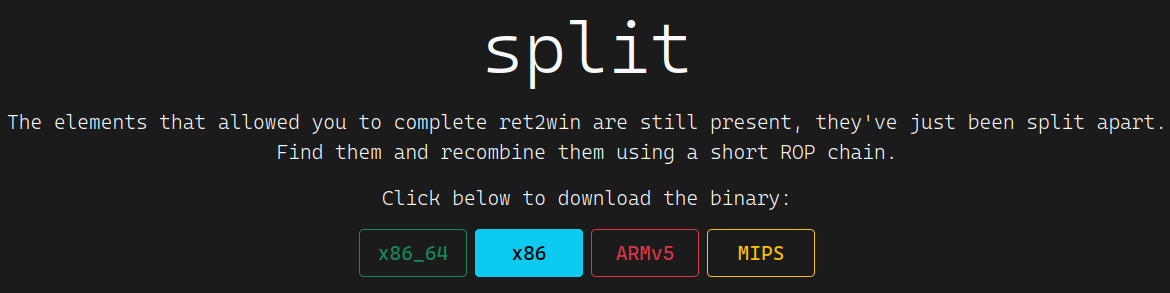 split
The elements that allowed you to complete ret2win are still present, they've just been split apart.
Find them and recombine them using a short ROP chain.
Click below to download the binary:
x86_64 x86 ARMv5 MIPS